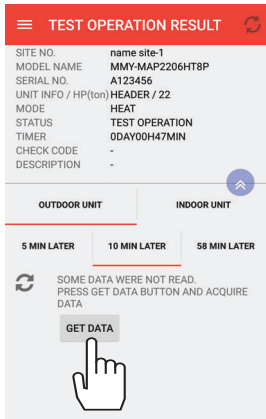 TEST OPERATION RESULT
SITE NO. name site-1
MODEL NAME MMY-MAP2206HT8P
SERIAL NO. A123456
UNIT INFO / HP(ton) HEADER / 22
MODE HEAT
STATUS TEST OPERATION
TIMER 0DAY00H47MIN
CHECK CODE -
DESCRIPTION -
OUTDOOR UNIT INDOOR UNIT
5 MIN LATER 10 MIN LATER 58 MIN LATER
SOME DATA WERE NOT READ.
PRESS GET DATA BUTTON AND ACQUIRE
DATA
GET DATA